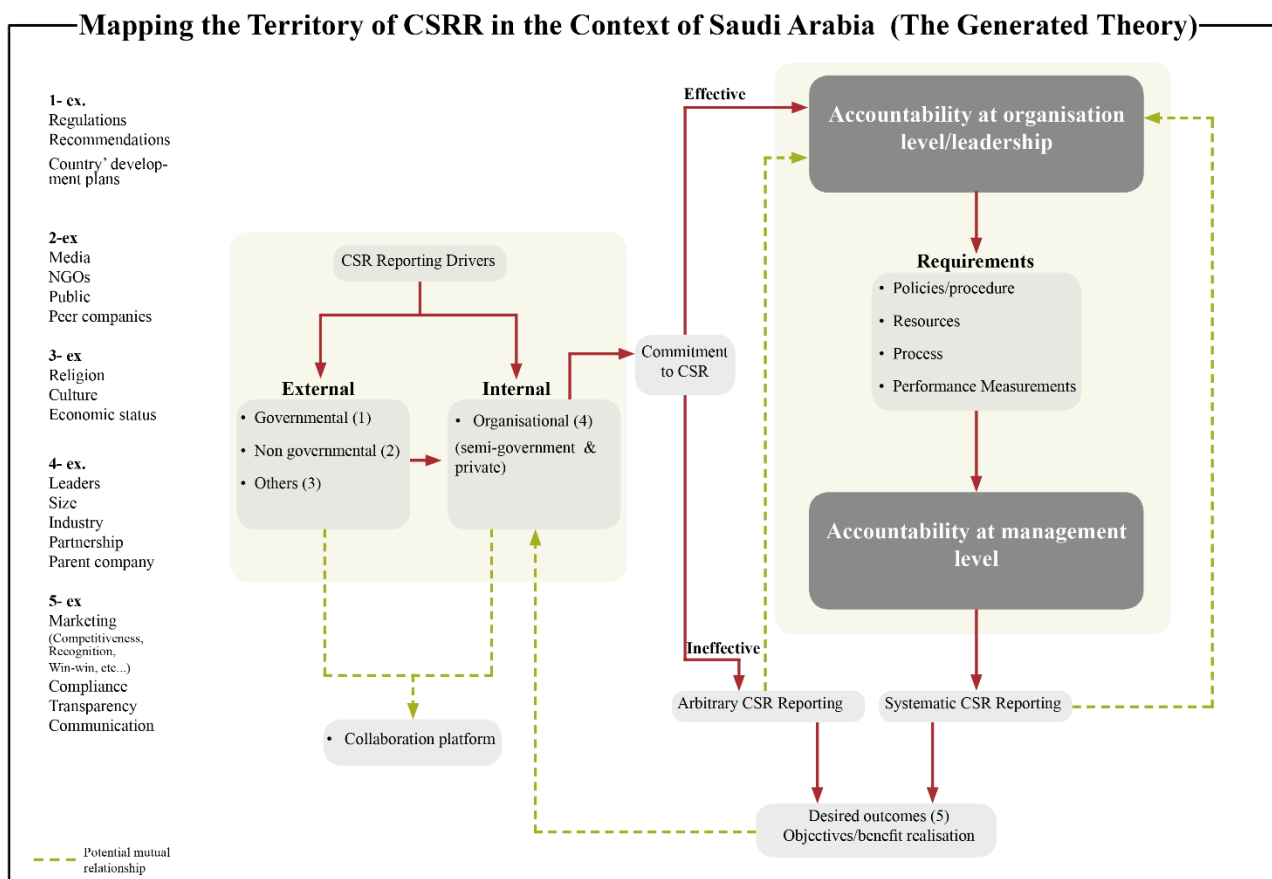 Mapping the Territory of CSRR in the Context of Saudi Arabia (The Generated Theory)
1- ex.
Regulations
Recommendations
Country' develop-
ment plans
2-ex
Media
NGOs
Public
Peer companies
3- ex
Religion
Culture
Economic status
4- ex.
Leaders
Size
Industry
Partnership
Parent company
5- ex
Marketing
(Competitiveness,
Recognition,
Win-win, etc...)
Compliance
Transparency
Communication
Potential mutual
relationship
CSR Reporting Drivers
External
• Governmental (1)
• Non governmental (2)
• Others (3)
Internal
• Organisational (4)
(semi-government &
private)
• Collaboration platform
Commitment
to CSR
Effective
Ineffective
Accountability at organisation
level/leadership
Requirements
• Policies/procedure
• Resources
• Process
• Performance Measurements
Accountability at management
level
Arbitrary CSR Reporting
Systematic CSR Reporting
Desired outcomes (5)
Objectives/benefit realisation